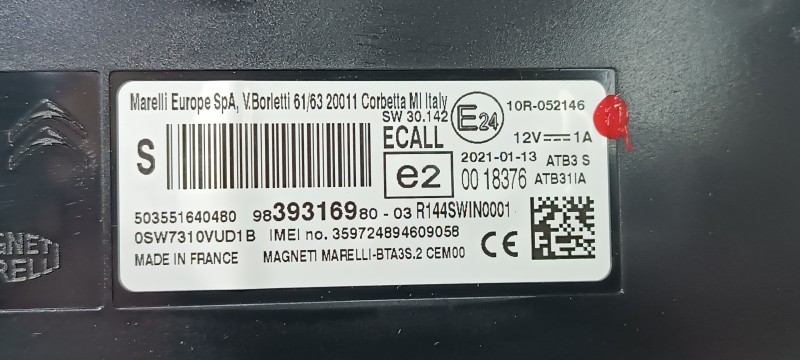 Marelli Europe SpA, V.Borletti 61/63 20011 Corbetta MI Italy
SW 30.142
E24
10R-052146
S
ECALL
12V⎓1A
e2
2021-01-13 ATB3 S
00 18376 ATB31IA
503551640480 9839316980-03 R144SWIN0001
0SW7310VUD1B IMEI no. 359724894609058
CE
MADE IN FRANCE MAGNETI MARELLI-BTA3S.2 CEM00
GNETI
RELLI